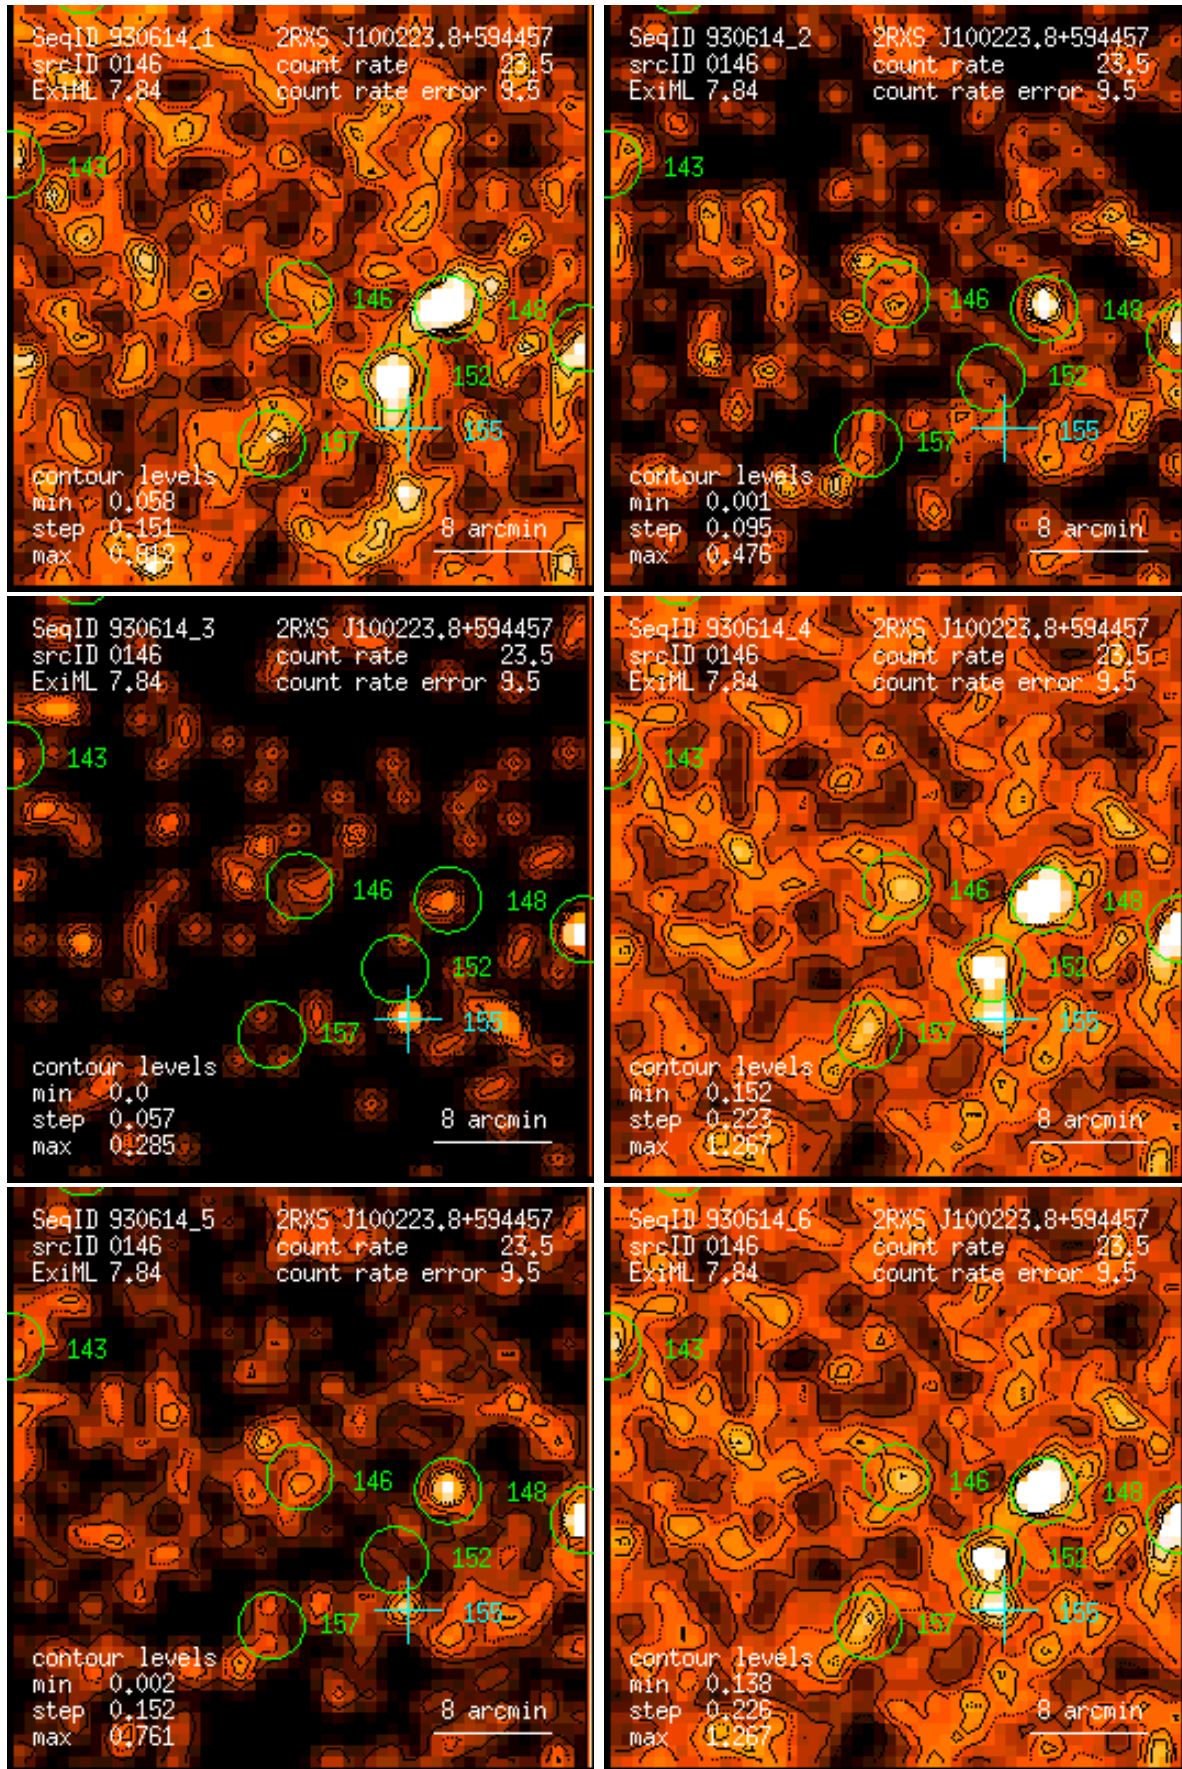 SeqID 930614_1 2RXS J100223.8+594457
srcID 0146 count rate 23.5
ExiML 7.84 count rate error 9.5
143
146
148
152
155
157
contour levels
min 0.058
step 0.151 8 arcmin
max 0.812
SeqID 930614_2 2RXS J100223.8+594457
srcID 0146 count rate 23.5
ExiML 7.84 count rate error 9.5
143
146
148
152
155
157
contour levels
min 0.001
step 0.095 8 arcmin
max 0.476
SeqID 930614_3 2RXS J100223.8+594457
srcID 0146 count rate 23.5
ExiML 7.84 count rate error 9.5
143
146
148
152
155
157
contour levels
min 0.0
step 0.057 8 arcmin
max 0.285
SeqID 930614_4 2RXS J100223.8+594457
srcID 0146 count rate 23.5
ExiML 7.84 count rate error 9.5
143
146
148
152
155
157
contour levels
min 0.152
step 0.223 8 arcmin
max 1.267
SeqID 930614_5 2RXS J100223.8+594457
srcID 0146 count rate 23.5
ExiML 7.84 count rate error 9.5
143
146
148
152
155
157
contour levels
min 0.002
step 0.152 8 arcmin
max 0.761
SeqID 930614_6 2RXS J100223.8+594457
srcID 0146 count rate 23.5
ExiML 7.84 count rate error 9.5
143
146
148
152
155
157
contour levels
min 0.138
step 0.226 8 arcmin
max 1.267